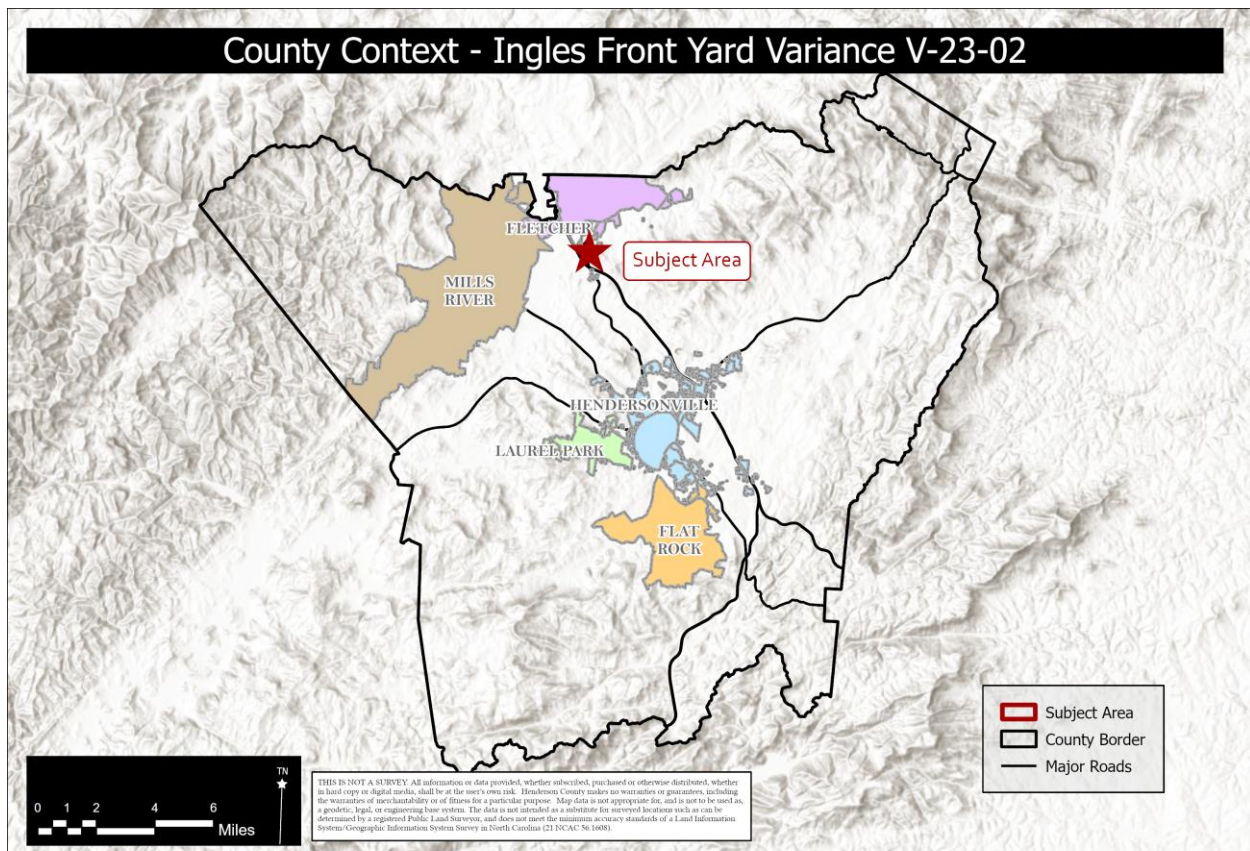 County Context - Ingles Front Yard Variance V-23-02
FLETCHER
Subject Area
MILLS
RIVER
HENDERSONVILLE
LAUREL PARK
FLAT
ROCK
Subject Area
County Border
Major Roads
TN
0 1 2 4 6
Miles
THIS IS NOT A SURVEY. All information or data provided, whether subscribed, purchased or otherwise distributed, whether
in hard copy or digital media, shall be at the user's own risk. Henderson County makes no warranties or guarantees, including
the warranties of merchantability or of fitness for a particular purpose. Map data is not appropriate for, and is not to be used as,
a geodetic, legal, or engineering base system. The data is not intended as a substitute for surveyed locations such as can be
determined by a registered Public Land Surveyor, and does not meet the minimum accuracy standards of a Land Information
System/Geographic Information System Survey in North Carolina (21 NCAC 56.1608).